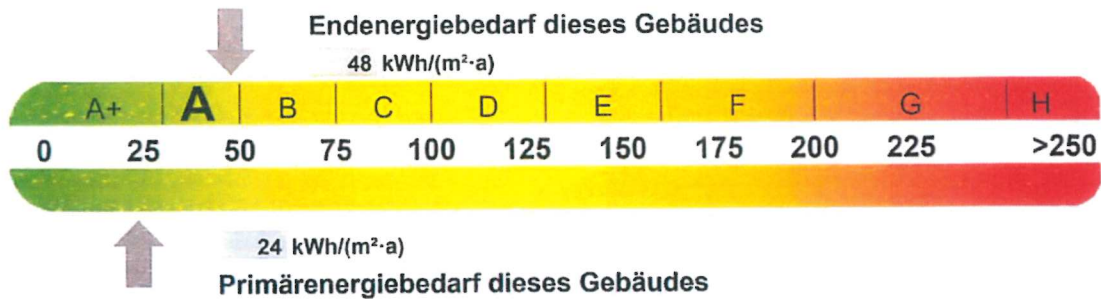 Endenergiebedarf dieses Gebäudes
48 kWh/(m²·a)
A+ A B C D E F G H
0 25 50 75 100 125 150 175 200 225 >250
24 kWh/(m²·a)
Primärenergiebedarf dieses Gebäudes